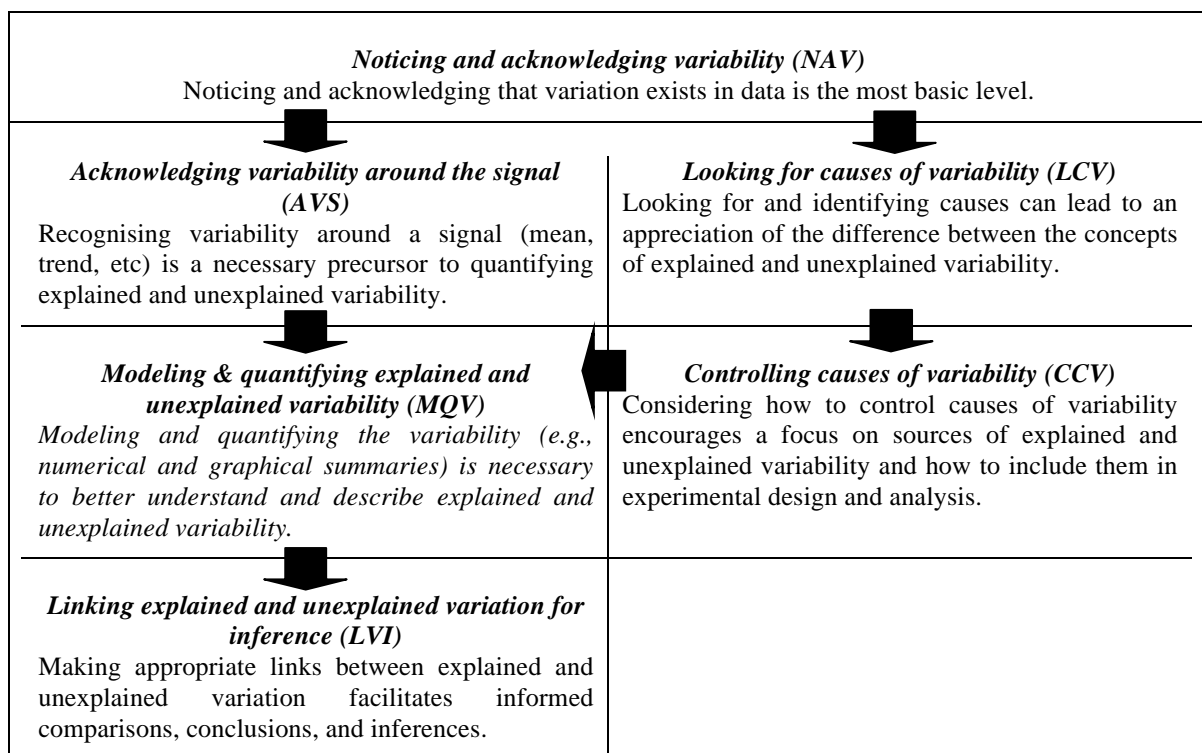 Noticing and acknowledging variability (NAV)
Noticing and acknowledging that variation exists in data is the most basic level.
Acknowledging variability around the signal
(AVS)
Recognising variability around a signal (mean,
trend, etc) is a necessary precursor to quantifying
explained and unexplained variability.
Looking for causes of variability (LCV)
Looking for and identifying causes can lead to an
appreciation of the difference between the concepts
of explained and unexplained variability.
Modeling & quantifying explained and
unexplained variability (MQV)
Modeling and quantifying the variability (e.g.,
numerical and graphical summaries) is necessary
to better understand and describe explained and
unexplained variability.
Controlling causes of variability (CCV)
Considering how to control causes of variability
encourages a focus on sources of explained and
unexplained variability and how to include them in
experimental design and analysis.
Linking explained and unexplained variation for
inference (LVI)
Making appropriate links between explained and
unexplained variation facilitates informed
comparisons, conclusions, and inferences.